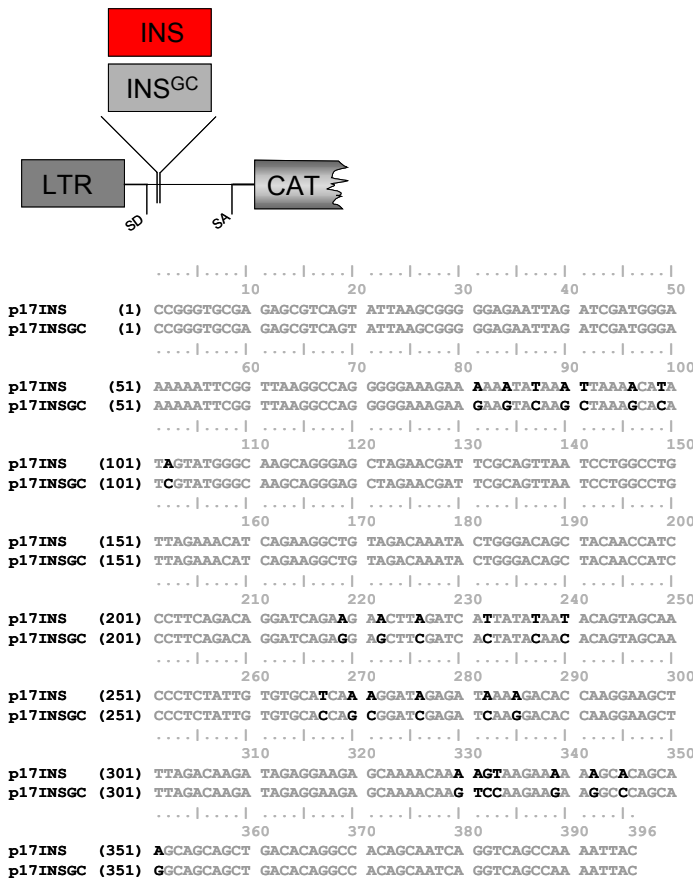 INS
INSGC
LTR
CAT
SD
SA
....|....|....|....|....|....|....|....|....|....|
10 20 30 40 50
p17INS (1) CCGGGTGCGA GAGCGTCAGT ATTAAGCGGG GGAGAATTAG ATCGATGGGA
p17INSGC (1) CCGGGTGCGA GAGCGTCAGT ATTAAGCGGG GGAGAATTAG ATCGATGGGA
....|....|....|....|....|....|....|....|....|....|
60 70 80 90 100
p17INS (51) AAAAATTCGG TTAAGGCCAG GGGGAAAGAA AAAATATAAA TTAAAACATA
p17INSGC (51) AAAAATTCGG TTAAGGCCAG GGGGAAAGAA GAAGTACAAG CTAAAGCACA
....|....|....|....|....|....|....|....|....|....|
110 120 130 140 150
p17INS (101) TAGTATGGGC AAGCAGGGAG CTAGAACGAT TCGCAGTTAA TCCTGGCCTG
p17INSGC (101) TCGTATGGGC AAGCAGGGAG CTAGAACGAT TCGCAGTTAA TCCTGGCCTG
....|....|....|....|....|....|....|....|....|....|
160 170 180 190 200
p17INS (151) TTAGAAACAT CAGAAGGCTG TAGACAAATA CTGGGACAGC TACAACCATC
p17INSGC (151) TTAGAAACAT CAGAAGGCTG TAGACAAATA CTGGGACAGC TACAACCATC
....|....|....|....|....|....|....|....|....|....|
210 220 230 240 250
p17INS (201) CCTTCAGACA GGATCAGAAG AACTTAGATC ATTATATAAT ACAGTAGCAA
p17INSGC (201) CCTTCAGACA GGATCAGAGG AGCTTCGATC ACTATACAAC ACAGTAGCAA
....|....|....|....|....|....|....|....|....|....|
260 270 280 290 300
p17INS (251) CCCTCTATTG TGTGCATCAA AGGATAGAGA TAAAAGACAC CAAGGAAGCT
p17INSGC (251) CCCTCTATTG TGTGCACCAG CGGATCGAGA TCAAGGACAC CAAGGAAGCT
....|....|....|....|....|....|....|....|....|....|
310 320 330 340 350
p17INS (301) TTAGACAAGA TAGAGGAAGA GCAAAACAAA AGTAAGAAAA AAGCACAGCA
p17INSGC (301) TTAGACAAGA TAGAGGAAGA GCAAAACAAG TCCAAGAAGA AGGCCCAGCA
....|....|....|....|....|....|....|....|....|.
360 370 380 390 396
p17INS (351) AGCAGCAGCT GACACAGGCC ACAGCAATCA GGTCAGCCAA AATTAC
p17INSGC (351) GGCAGCAGCT GACACAGGCC ACAGCAATCA GGTCAGCCAA AATTAC